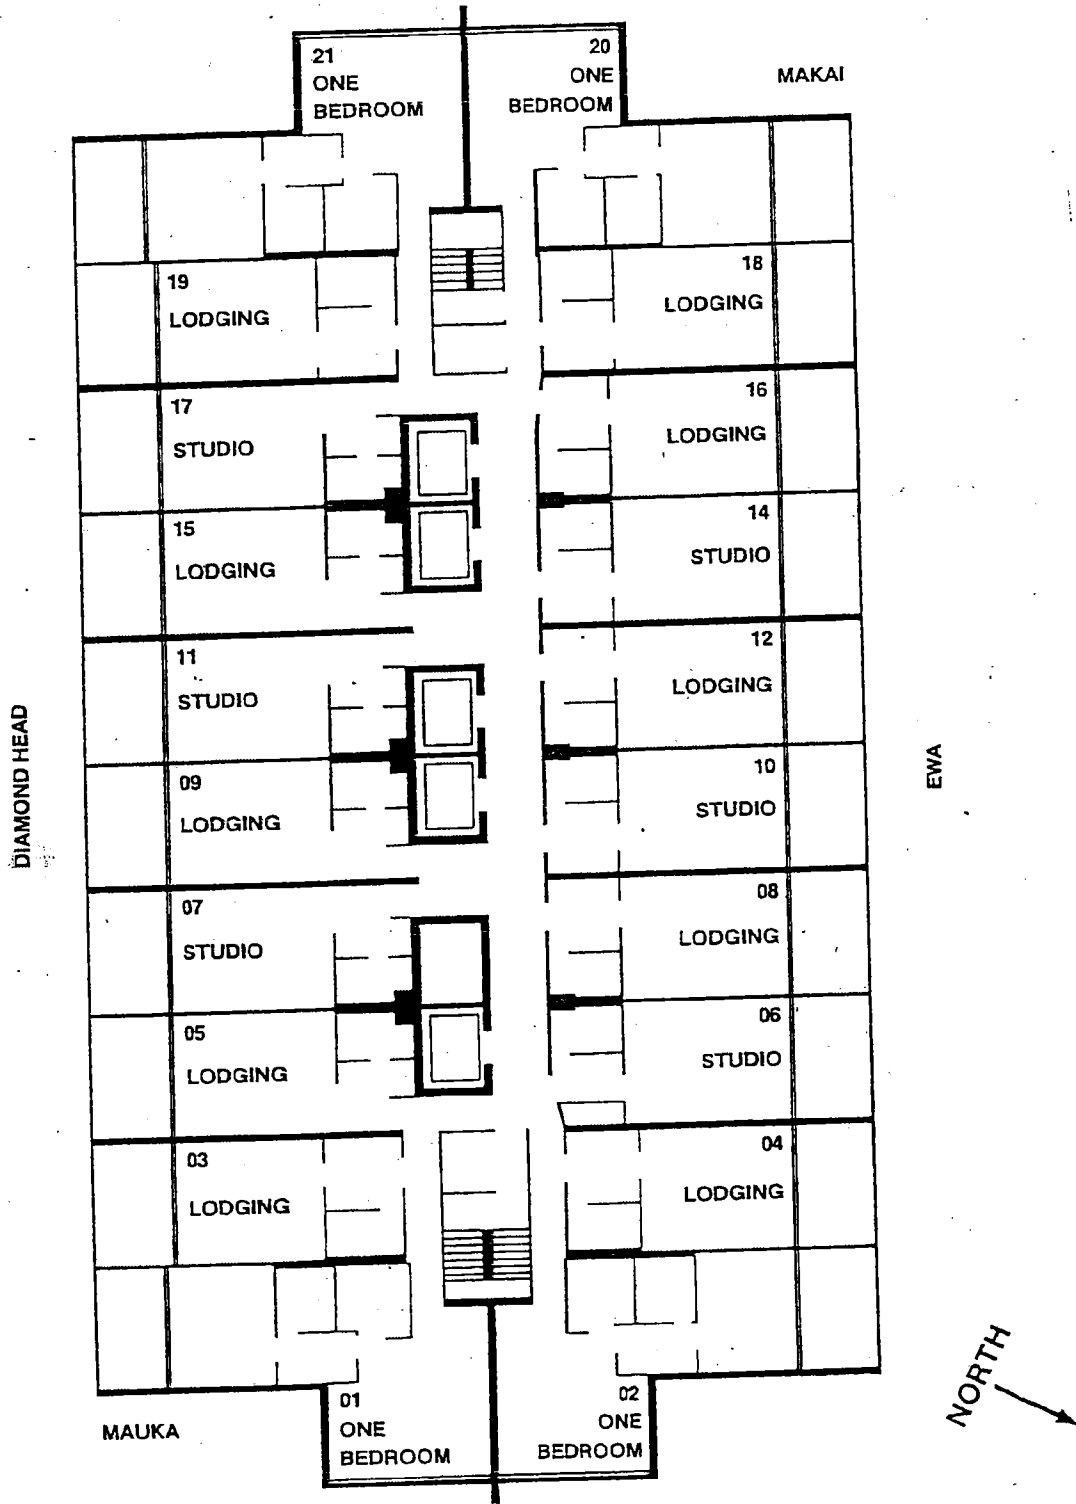 21
ONE
BEDROOM
20
ONE
BEDROOM
MAKAI
19
LODGING
18
LODGING
17
STUDIO
16
LODGING
15
LODGING
14
STUDIO
11
STUDIO
12
LODGING
DIAMOND HEAD
EWA
09
LODGING
10
STUDIO
07
STUDIO
08
LODGING
05
LODGING
06
STUDIO
03
LODGING
04
LODGING
MAUKA
01
ONE
BEDROOM
02
ONE
BEDROOM
NORTH